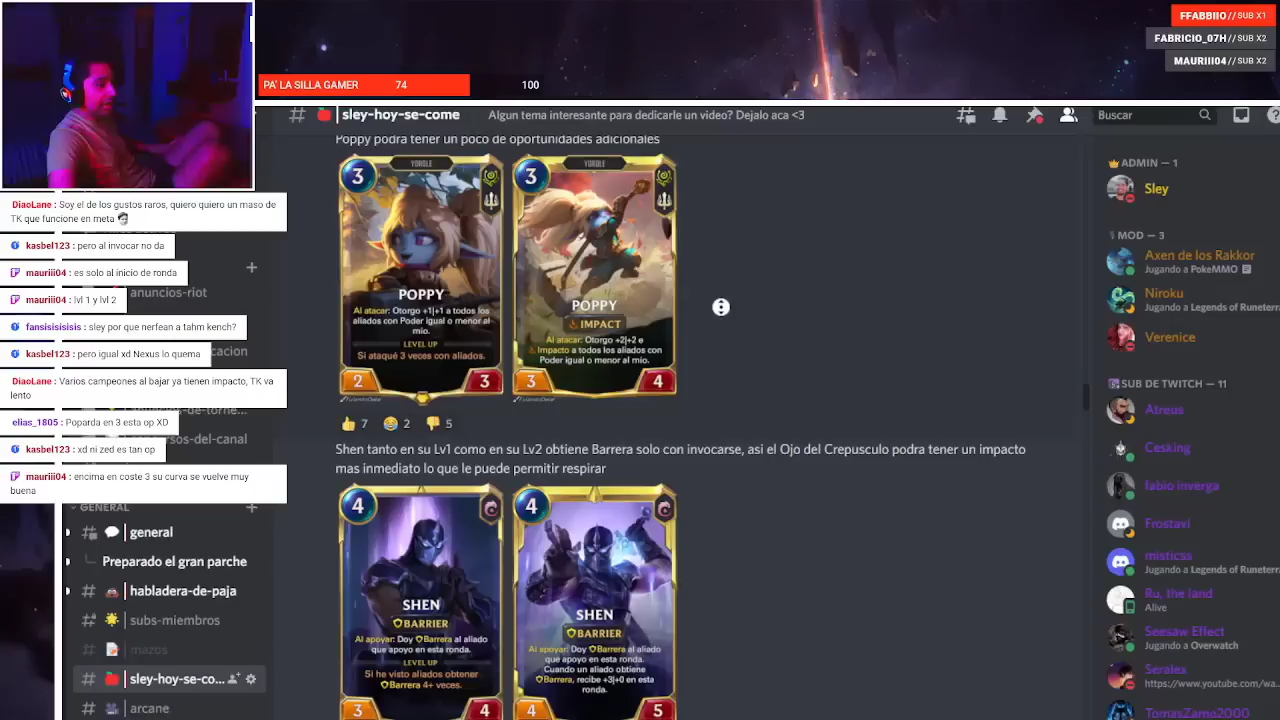 FFABBIIO // SUB X1
FABRICIO_07H // SUB X2
MAURIII04 // SUB X2
PA' LA SILLA GAMER 74 100
# | sley-hoy-se-come Algun tema interesante para dedicarle un video? Dejalo aca <3
Buscar
DiaoLane : Soy el de los gustos raros, quiero quiero un maso de
TK que funcione en meta
kasbel123 : pero al invocar no da
mauriii04 : es solo al inicio de ronda
mauriii04 : lvl 1 y lvl 2
fansisisisisis : sley por que nerfean a tahm kench?
kasbel123 : pero igual xd Nexus lo quema
DiaoLane : Varios campeones al bajar ya tienen impacto, TK va
lento
elias_1805 : Poparda en 3 esta op XD
kasbel123 : xd ni zed es tan op
mauriii04 : encima en coste 3 su curva se vuelve muy
buena
anuncios-riot
GENERAL
# | general
Preparado el gran parche
# | habladera-de-paja
# | subs-miembros
# | mazos
# | sley-hoy-se-co...
# | arcane
Poppy podra tener un poco de oportunidades adicionales
3
YORDLE
POPPY
Al atacar: Otorgo +1|+1 a todos los
aliados con Poder igual o menor al
mío.
LEVEL UP
Si ataqué 3 veces con aliados.
2 3
3
YORDLE
POPPY
IMPACT
Al atacar: Otorgo +2|+2 e
Impacto a todos los aliados con
Poder igual o menor al mío.
3 4
7 2 5
Shen tanto en su Lv1 como en su Lv2 obtiene Barrera solo con invocarse, asi el Ojo del Crepusculo podra tener un impacto
mas inmediato lo que le puede permitir respirar
4
SHEN
BARRIER
Al apoyar: Doy Barrera al aliado
que apoyo en esta ronda.
LEVEL UP
Si he visto aliados obtener
Barrera 4+ veces.
3 4
4
SHEN
BARRIER
Al apoyar: Doy Barrera al aliado
que apoyo en esta ronda.
Cuando un aliado obtiene
Barrera, recibe +3|+0 en esta
ronda.
4 5
ADMIN — 1
Sley
MOD — 3
Axen de los Rakkor
Jugando a PokeMMO
Niroku
Jugando a Legends of Runeterr
Verenice
SUB DE TWITCH — 11
Atreus
Cesking
fabio inverga
Frostavi
misticss
Jugando a Legends of Runeterr
Ru, the land
Alive
Seesaw Effect
Jugando a Overwatch
Seralex
https://www.youtube.com/wa...
TomasZamo2000